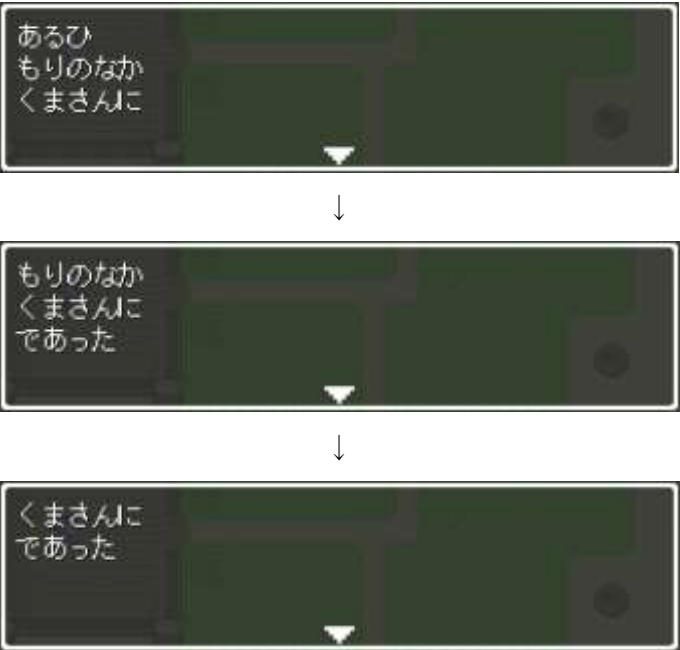 あるひ
もりのなか
くまさんに
↓
もりのなか
くまさんに
であった
↓
くまさんに
であった